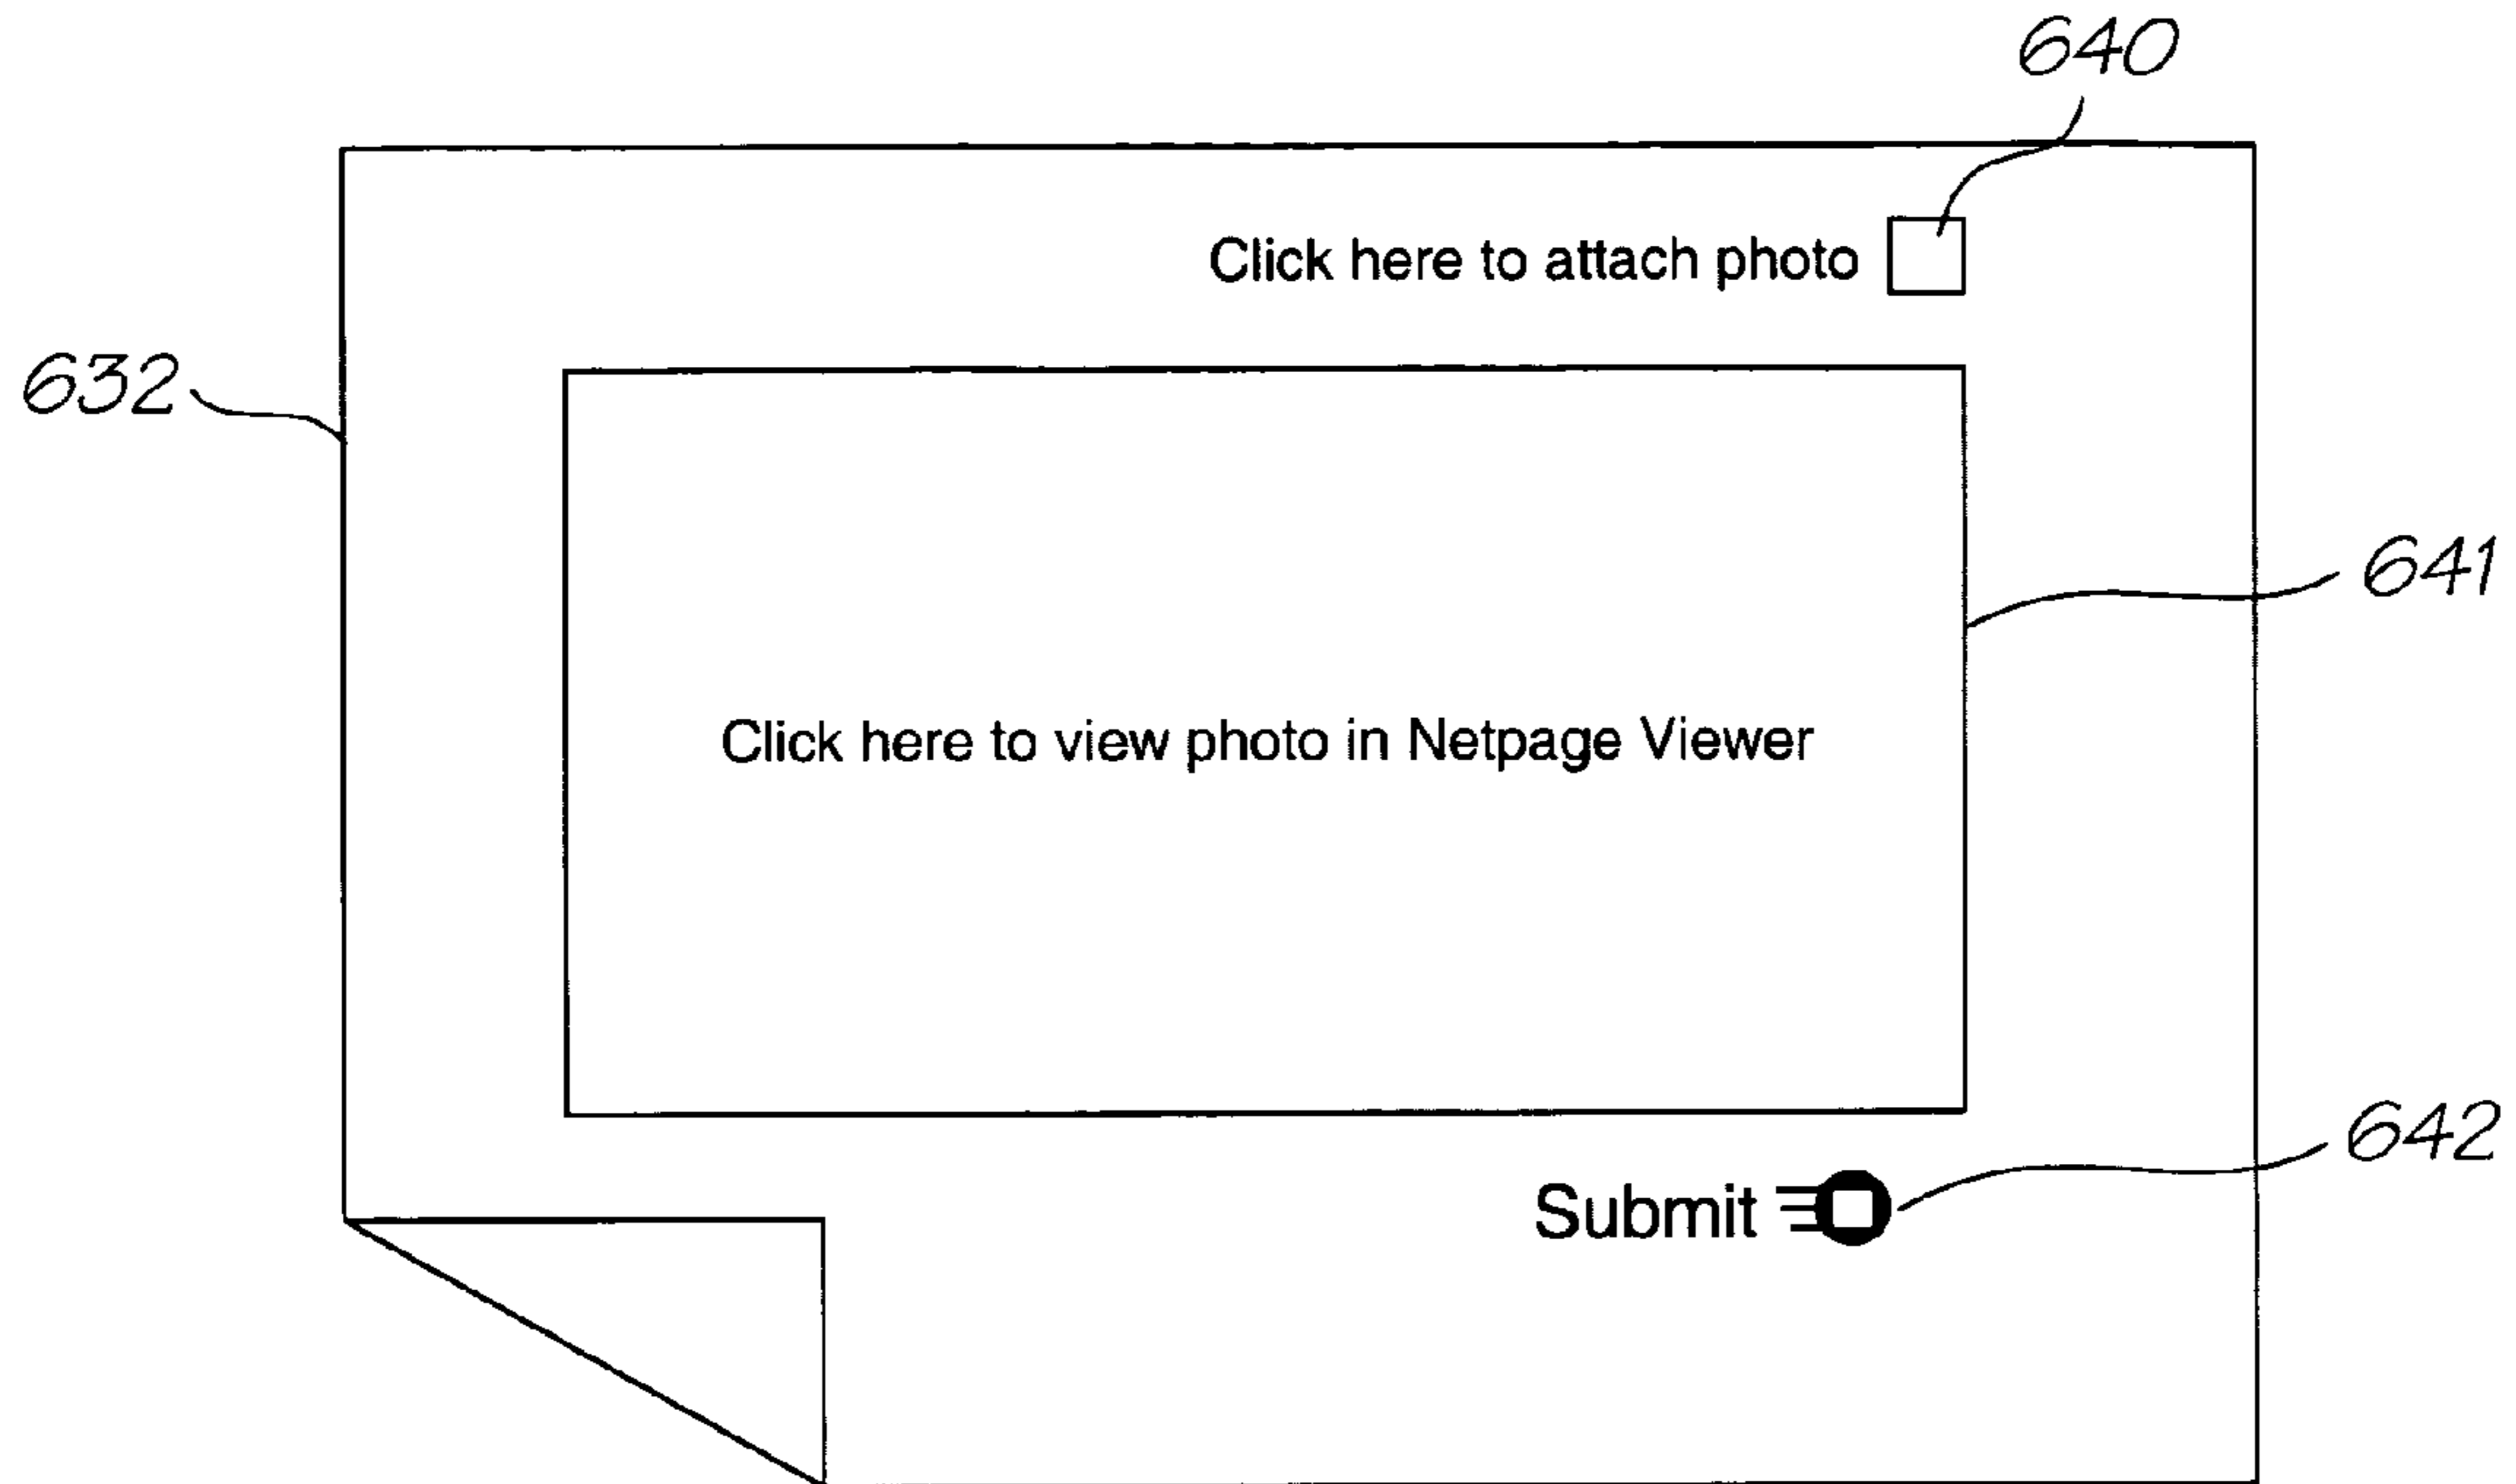 640
Click here to attach photo
632
641
Click here to view photo in Netpage Viewer
642
Submit